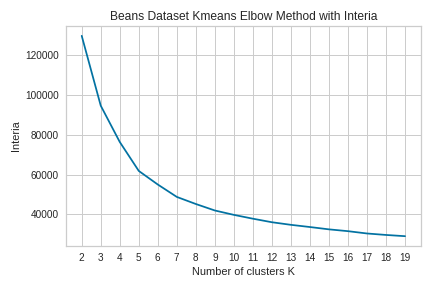 Beans Dataset Kmeans Elbow Method with Interia
120000
100000
80000
60000
40000
Interia
2 3 4 5 6 7 8 9 10 11 12 13 14 15 16 17 18 19
Number of clusters K